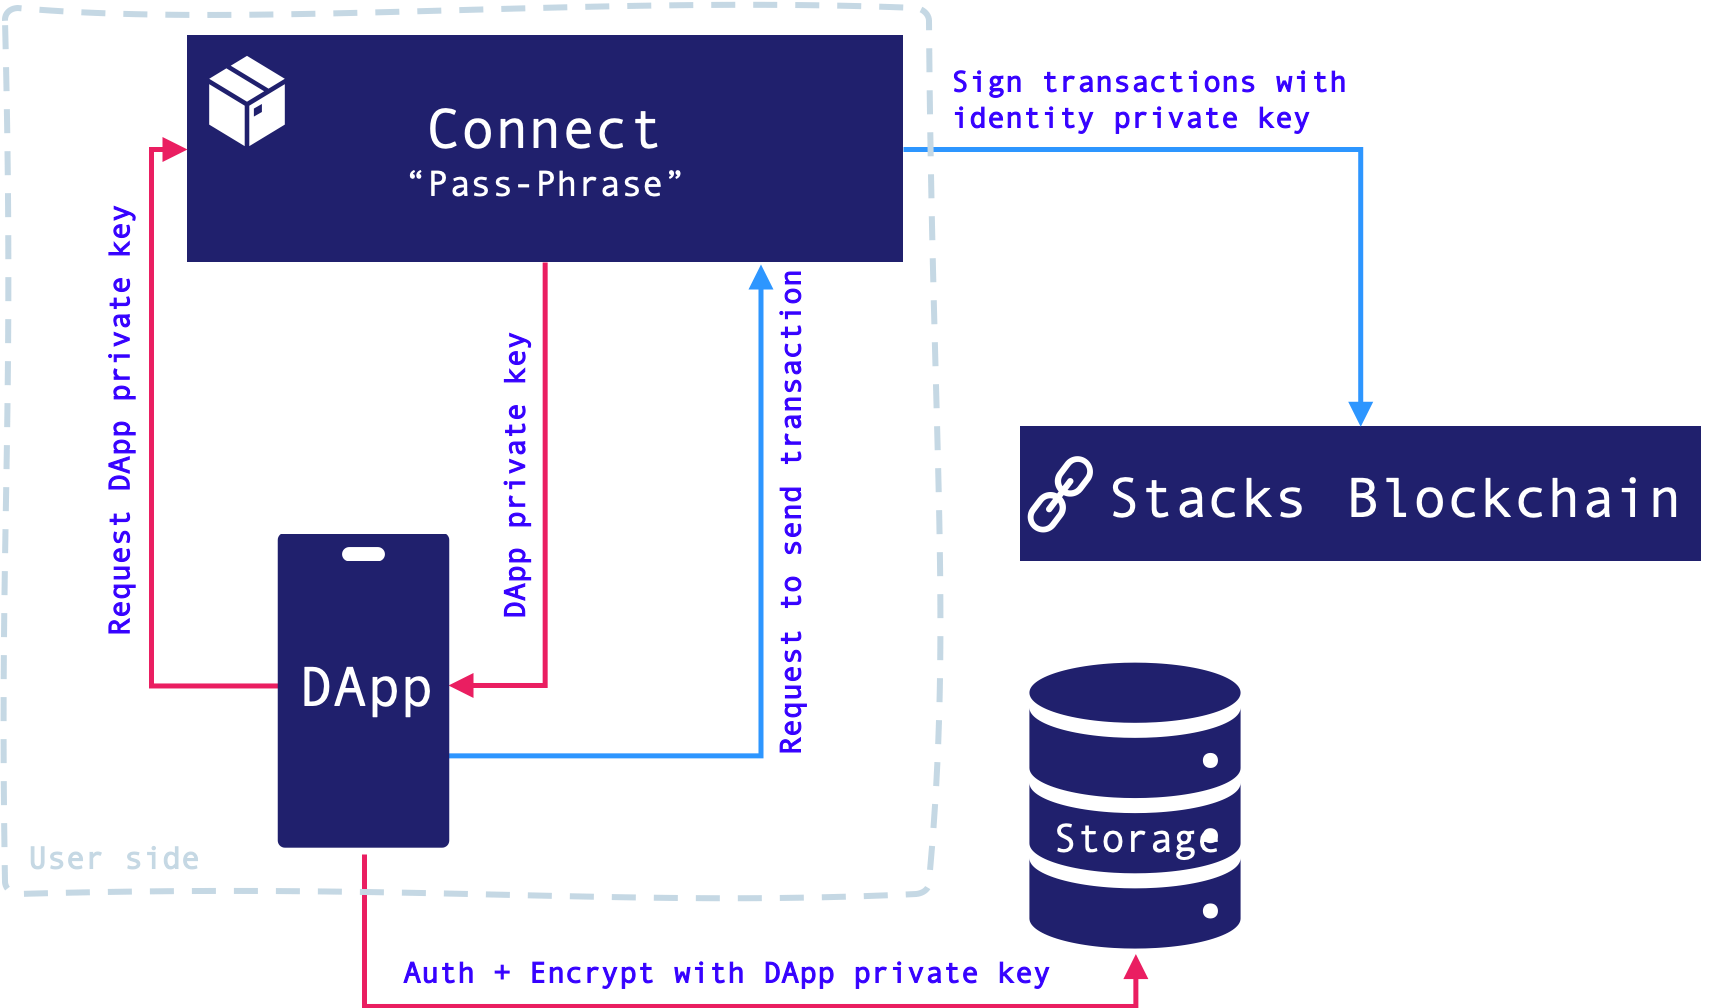 Connect
“Pass-Phrase”
Sign transactions with
identity private key
Request DApp private key
DApp private key
Request to send transaction
Stacks Blockchain
DApp
Storage
User side
Auth + Encrypt with DApp private key